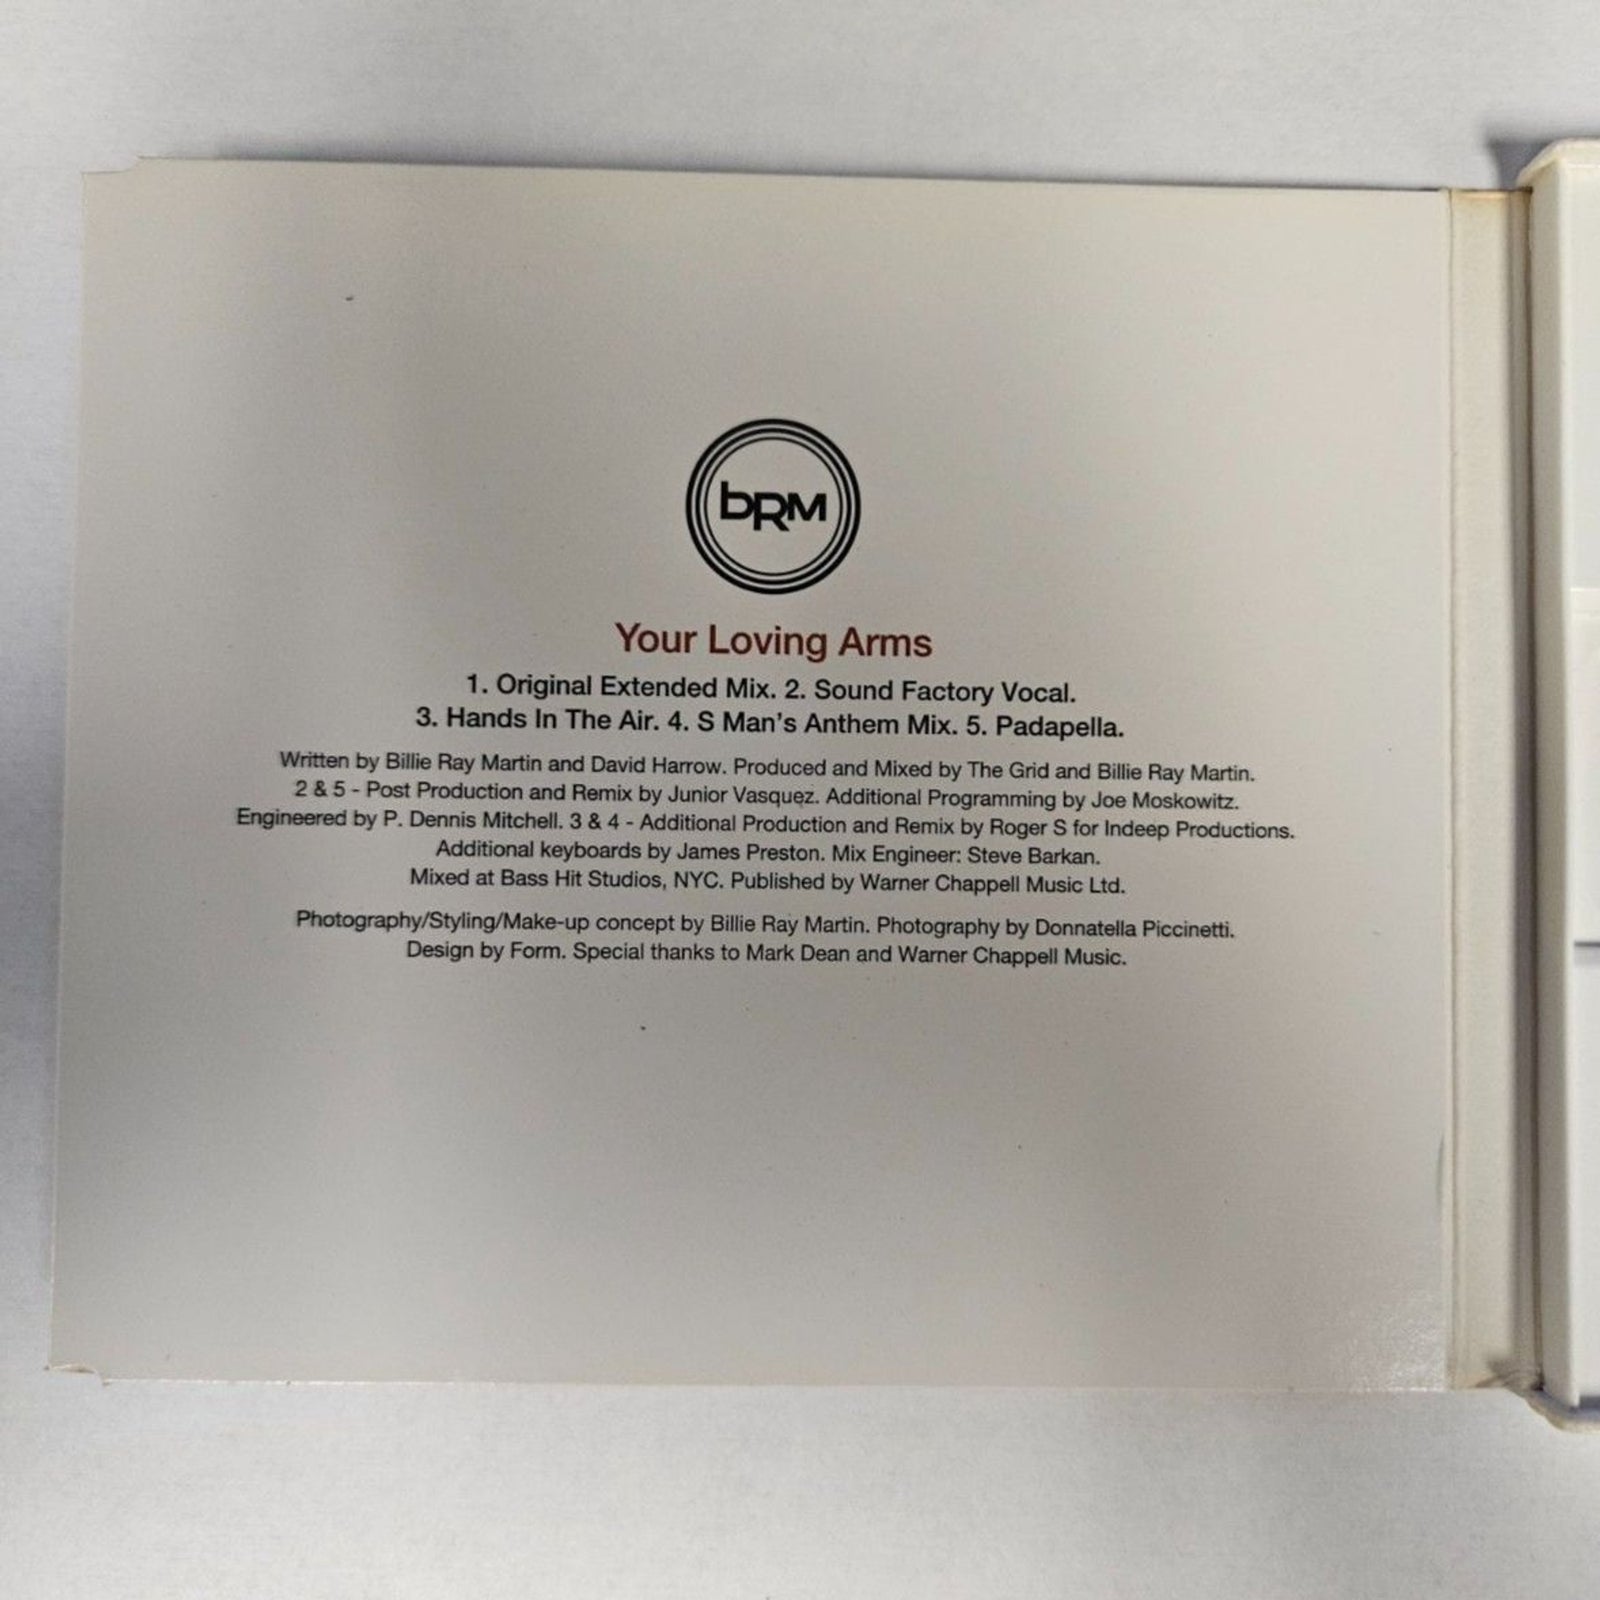 bRM
Your Loving Arms
1. Original Extended Mix. 2. Sound Factory Vocal.
3. Hands In The Air. 4. S Man's Anthem Mix. 5. Padapella.
Written by Billie Ray Martin and David Harrow. Produced and Mixed by The Grid and Billie Ray Martin.
2 & 5 - Post Production and Remix by Junior Vasquez. Additional Programming by Joe Moskowitz.
Engineered by P. Dennis Mitchell. 3 & 4 - Additional Production and Remix by Roger S for Indeep Productions.
Additional keyboards by James Preston. Mix Engineer: Steve Barkan.
Mixed at Bass Hit Studios, NYC. Published by Warner Chappell Music Ltd.
Photography/Styling/Make-up concept by Billie Ray Martin. Photography by Donnatella Piccinetti.
Design by Form. Special thanks to Mark Dean and Warner Chappell Music.